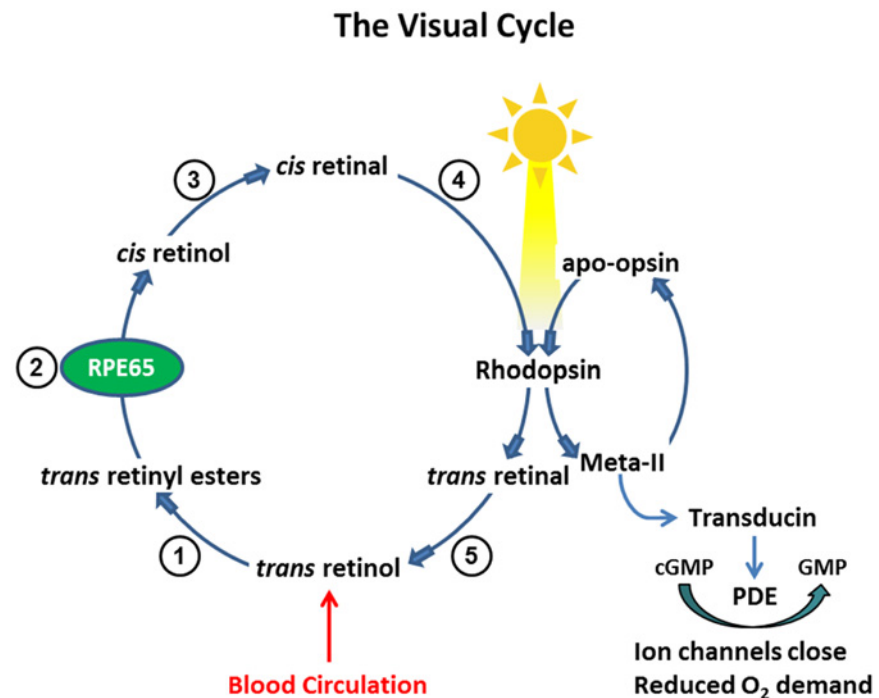 The Visual Cycle
3
cis retinal
4
cis retinol
apo-opsin
2
RPE65
Rhodopsin
trans retinyl esters
trans retinal
Meta-II
1
trans retinol
5
Transducin
cGMP
PDE
GMP
Ion channels close
Reduced O₂ demand
Blood Circulation